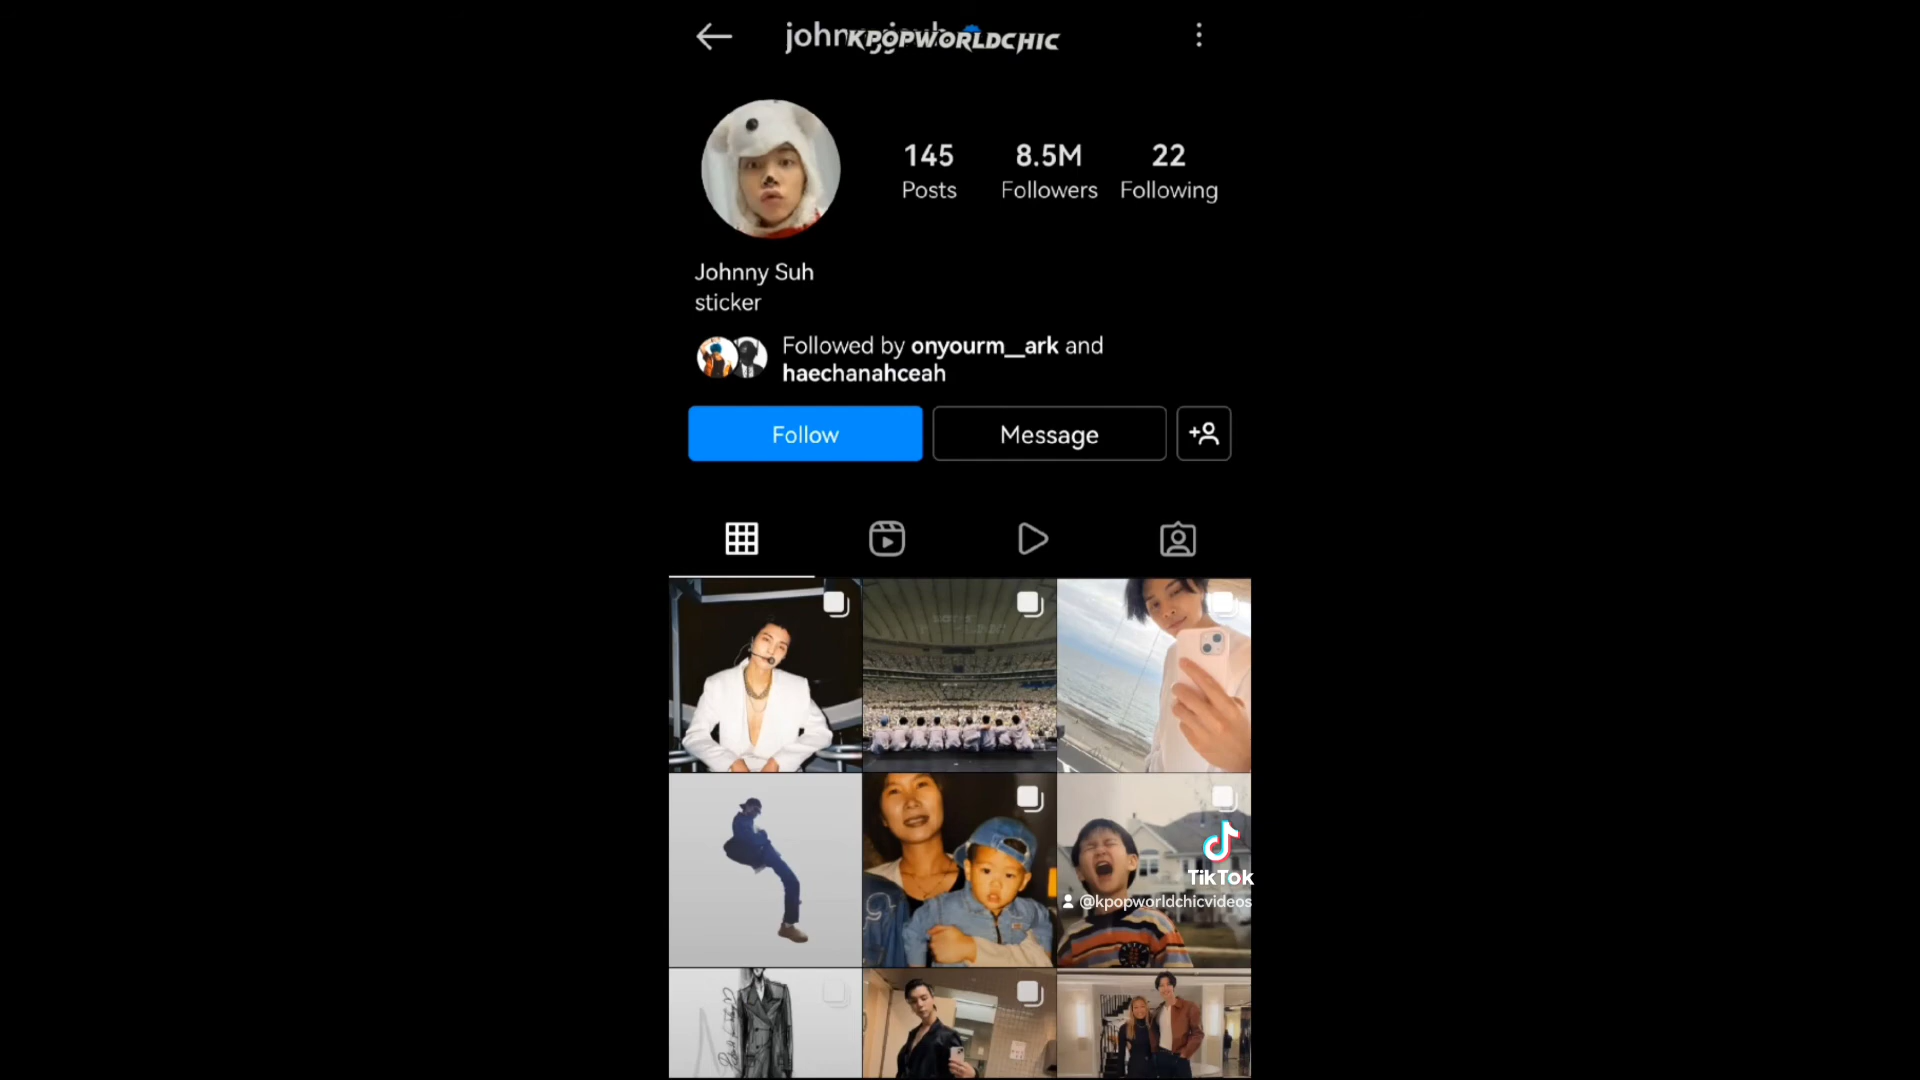 KPOPWORLDCHIC
145 8.5M 22
Posts Followers Following
Johnny Suh
sticker
Followed by onyourm__ark and
haechanahceah
Follow Message
TikTok
@kpopworldchicvideos